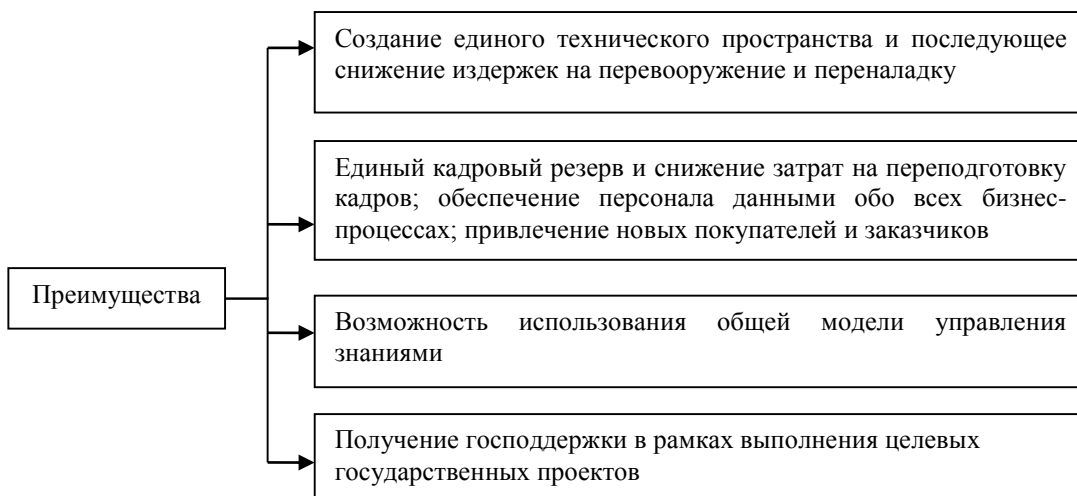 Создание единого технического пространства и последующее
снижение издержек на перевооружение и переналадку
Единый кадровый резерв и снижение затрат на переподготовку
кадров; обеспечение персонала данными обо всех бизнес-
процессах; привлечение новых покупателей и заказчиков
Преимущества
Возможность использования общей модели управления
знаниями
Получение господдержки в рамках выполнения целевых
государственных проектов